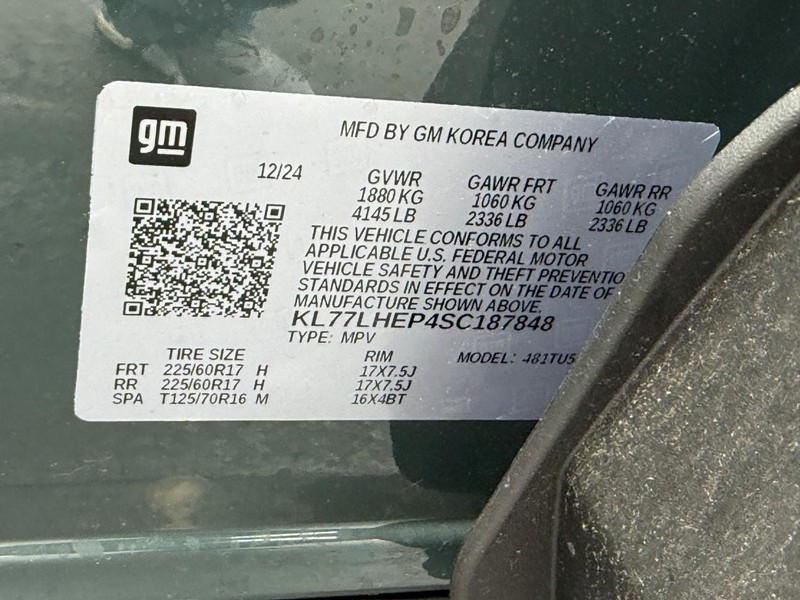 gm
MFD BY GM KOREA COMPANY
12/24 GVWR GAWR FRT GAWR RR
1880 KG 1060 KG 1060 KG
4145 LB 2336 LB 2336 LB
THIS VEHICLE CONFORMS TO ALL
APPLICABLE U.S. FEDERAL MOTOR
VEHICLE SAFETY AND THEFT PREVENTIO
STANDARDS IN EFFECT ON THE DATE OF
MANUFACTURE SHOWN ABOVE.
KL77LHEP4SC187848
TYPE: MPV
TIRE SIZE RIM MODEL: 481TU5
FRT 225/60R17 H 17X7.5J
RR 225/60R17 H 17X7.5J
SPA T125/70R16 M 16X4BT